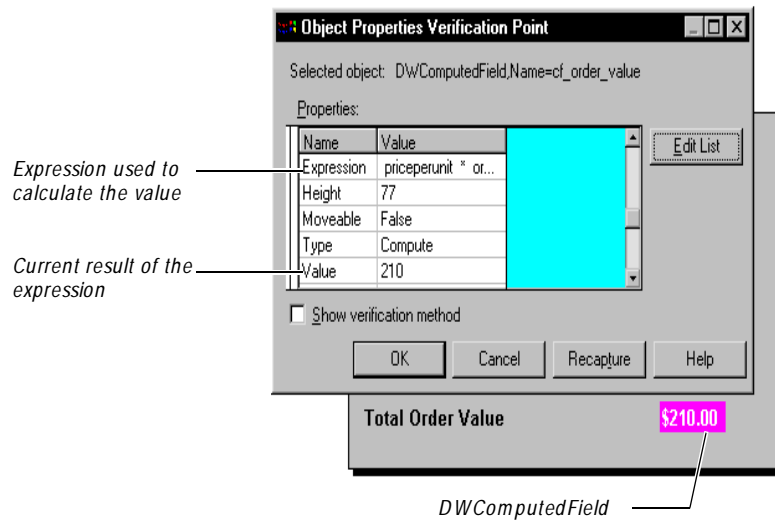 Object Properties Verification Point
Selected object: DWComputedField,Name=cf_order_value
Properties:
Name Value
Expression priceperunit * or...
Height 77
Moveable False
Type Compute
Value 210
Edit List
Show verification method
OK Cancel Recapture Help
Expression used to
calculate the value
Current result of the
expression
Total Order Value $210.00
DWComputedField